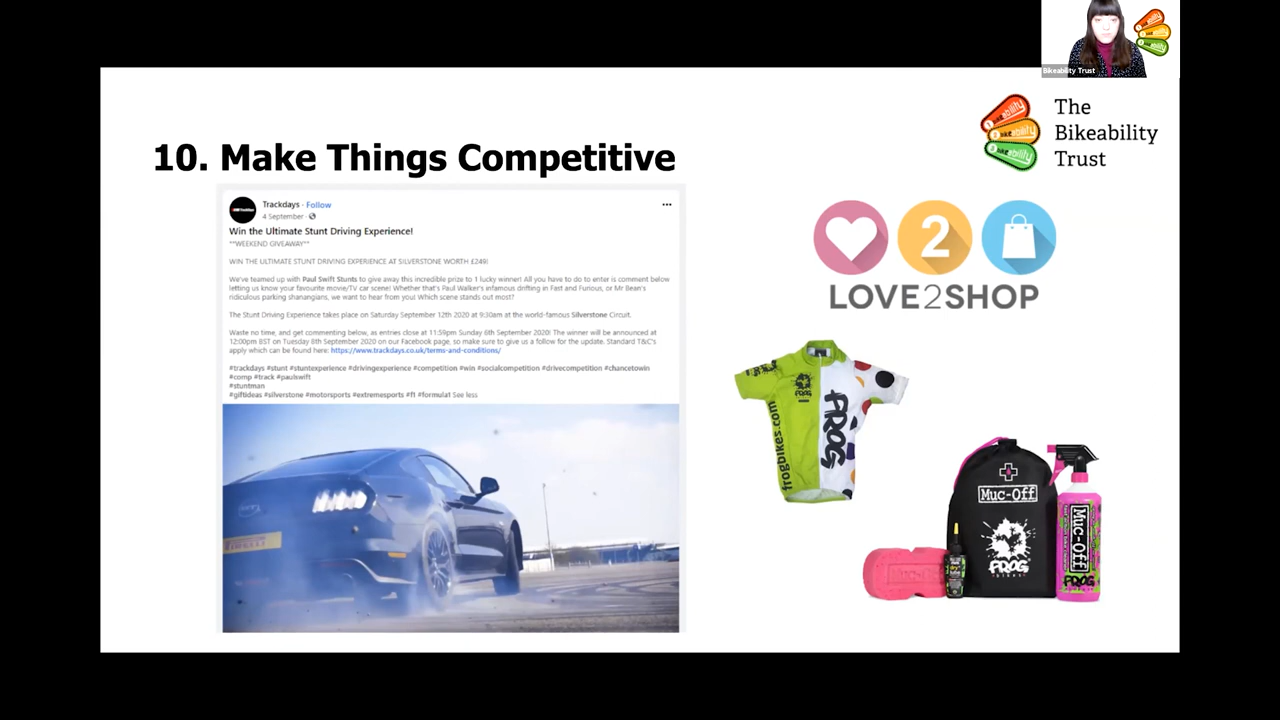 Bikeability Trust
The
Bikeability
Trust
10. Make Things Competitive
Trackdays · Follow
4 September ·
Win the Ultimate Stunt Driving Experience!
**WEEKEND GIVEAWAY**
WIN THE ULTIMATE STUNT DRIVING EXPERIENCE AT SILVERSTONE WORTH £249!
We've teamed up with Paul Swift Stunts to give away this incredible prize to 1 lucky winner! All you have to do to enter is comment below
letting us know your favourite movie/TV car scene! Whether that's Paul Walker's infamous drifting in Fast and Furious, or Mr Bean's
ridiculous parking shenanigans, we want to hear from you! Which scene stands out most?
The Stunt Driving Experience takes place on Saturday September 12th 2020 at 9:30am at the world-famous Silverstone Circuit.
Waste no time, and get commenting below, as entries close at 11:59pm Sunday 6th September 2020! The winner will be announced at
12:00pm BST on Tuesday 8th September 2020 on our Facebook page, so make sure to give us a follow for the update. Standard T&C's
apply which can be found here: https://www.trackdays.co.uk/terms-and-conditions/
#trackdays #stunt #stuntexperience #drivingexperience #competition #win #socialcompetition #drivecompetition #chancetowin
#comp #track #paulswift
#stuntman
#giftideas #silverstone #motorsports #extremesports #f1 #formula1 See less
PIRELLI
2
LOVE2SHOP
frogbikes.com
FROG
Muc-Off
FROG
BIKES
Muc-Off
FROG
Muc-Off